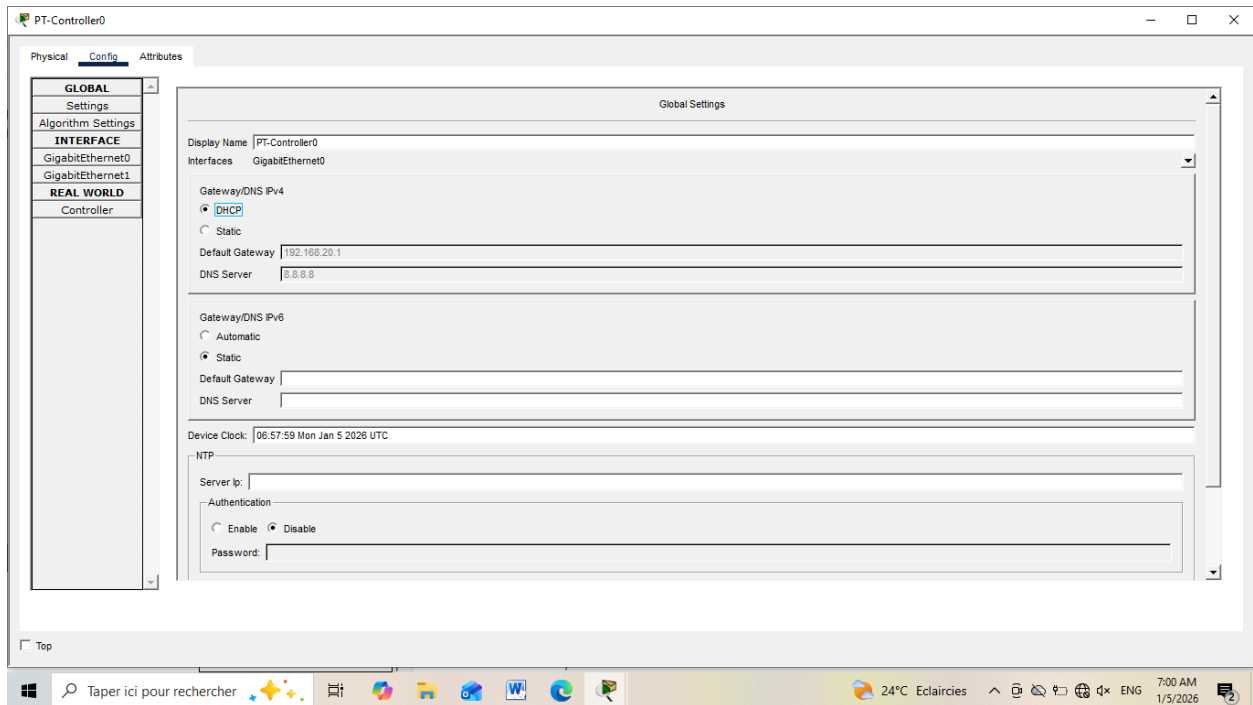 PT-Controller0
Physical Config Attributes
GLOBAL
Settings
Algorithm Settings
INTERFACE
GigabitEthernet0
GigabitEthernet1
REAL WORLD
Controller
Global Settings
Display Name PT-Controller0
Interfaces GigabitEthernet0
Gateway/DNS IPv4
DHCP
Static
Default Gateway 192.168.20.1
DNS Server 8.8.8.8
Gateway/DNS IPv6
Automatic
Static
Default Gateway
DNS Server
Device Clock: 06:57:59 Mon Jan 5 2026 UTC
NTP
Server Ip:
Authentication
Enable Disable
Password:
Top
Taper ici pour rechercher
24°C Eclaircies
ENG
7:00 AM
1/5/2026
2